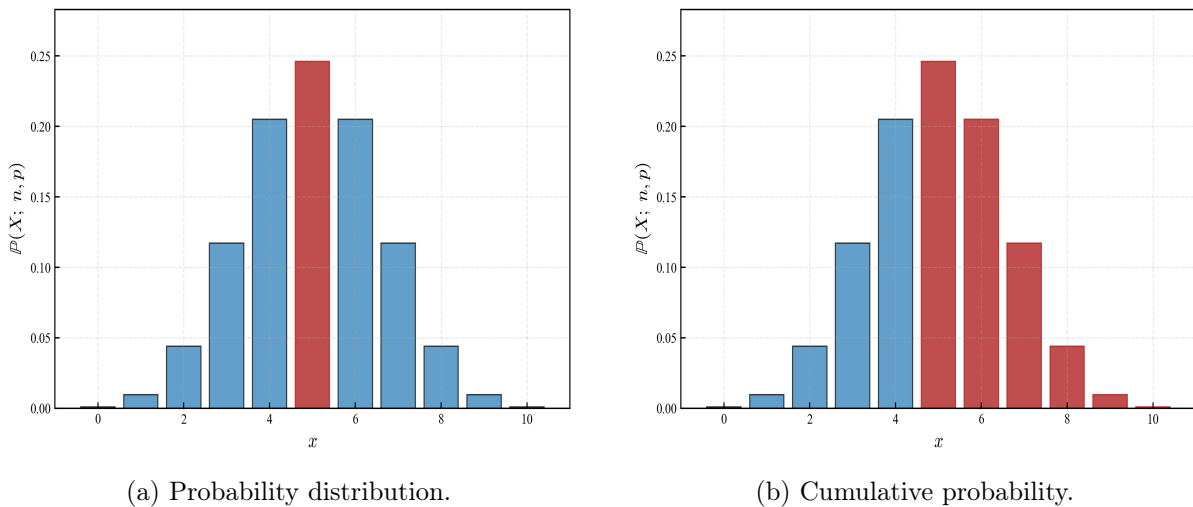 0.25
0.20
0.15
0.10
0.05
0.00
ℙ(X; n, p)
0 2 4 6 8 10
x
(a) Probability distribution.
0.25
0.20
0.15
0.10
0.05
0.00
ℙ(X; n, p)
0 2 4 6 8 10
x
(b) Cumulative probability.